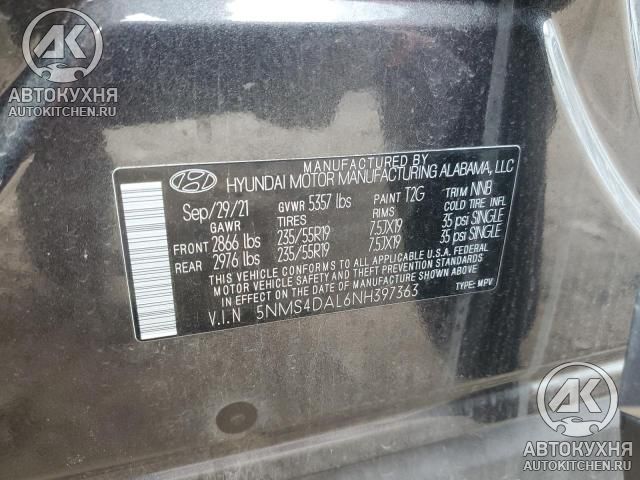 AK
АВТОКУХНЯ
AUTOKITCHEN.RU
MANUFACTURED BY
HYUNDAI MOTOR MANUFACTURING ALABAMA, LLC
Sep/29/21 GVWR 5357 lbs PAINT T2G TRIM NNB
GAWR TIRES RIMS COLD TIRE INFL
FRONT 2866 lbs 235/55R19 7.5JX19 35 psi SINGLE
REAR 2976 lbs 235/55R19 7.5JX19 35 psi SINGLE
THIS VEHICLE CONFORMS TO ALL APPLICABLE U.S.A. FEDERAL
MOTOR VEHICLE SAFETY AND THEFT PREVENTION STANDARDS
IN EFFECT ON THE DATE OF MANUFACTURE SHOWN ABOVE.
V.I.N 5NMS4DAL6NH397363 TYPE: MPV
AK
АВТОКУХНЯ
AUTOKITCHEN.RU